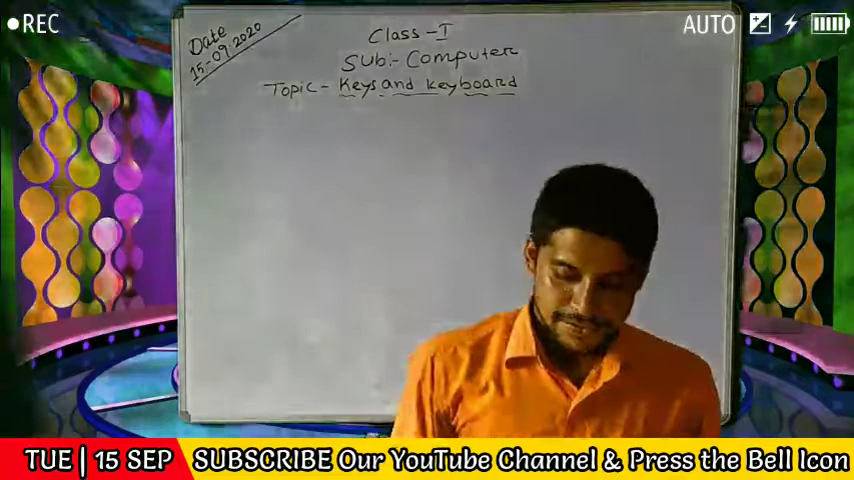 REC
AUTO
Date
15-09-2020
Class-I
Sub:- Computer
Topic- Keys and keyboard
TUE | 15 SEP
SUBSCRIBE Our YouTube Channel & Press the Bell Icon